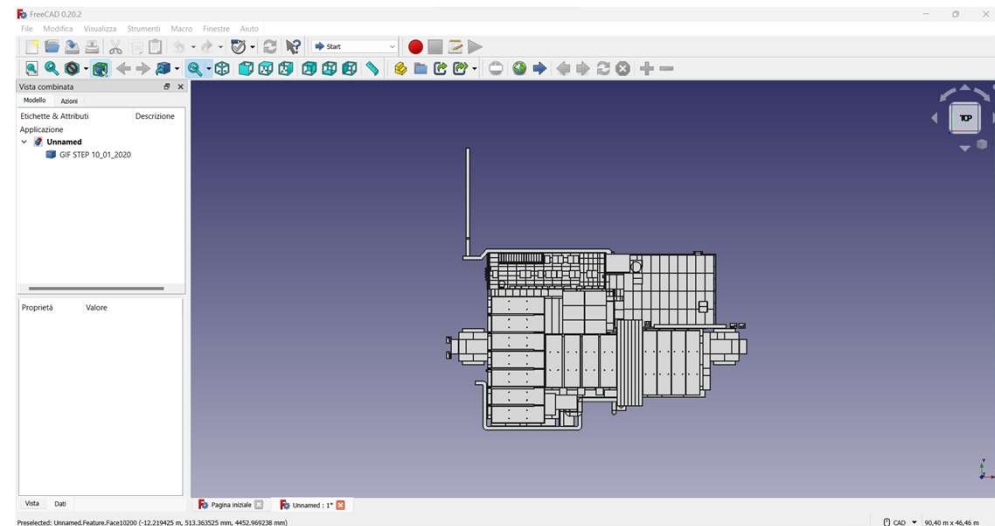 FreeCAD 0.20.2
File Modifica Visualizza Strumenti Macro Finestre Aiuto
Start
Vista combinata
Modello Azioni
Etichette & Attributi Descrizione
Applicazione
Unnamed
GIF STEP 10_01_2020
TOP
Proprietà Valore
Vista Dati
Pagina iniziale Unnamed : 1*
Preselected: Unnamed.Feature.Face10200 (-12.219425 m, 513.363525 mm, 4452.969238 mm) CAD 90,40 m x 46,46 m